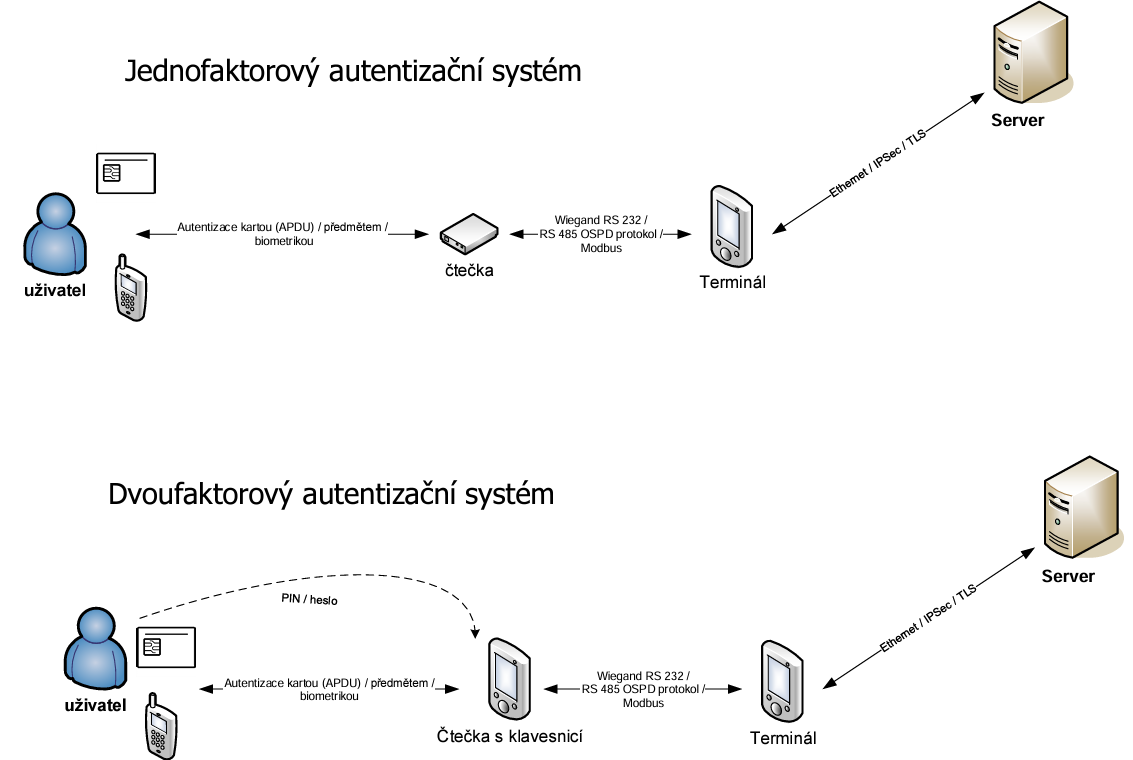 Jednofaktorový autentizační systém
Server
Ethernet / IPSec / TLS
Autentizace kartou (APDU) / předmětem /
biometrikou
Wiegand RS 232 /
RS 485 OSPD protokol /
Modbus
čtečka
Terminál
uživatel
Dvoufaktorový autentizační systém
Server
Ethernet / IPSec / TLS
PIN / heslo
Autentizace kartou (APDU) / předmětem /
biometrikou
Wiegand RS 232 /
RS 485 OSPD protokol /
Modbus
uživatel
Čtečka s klavesnicí
Terminál